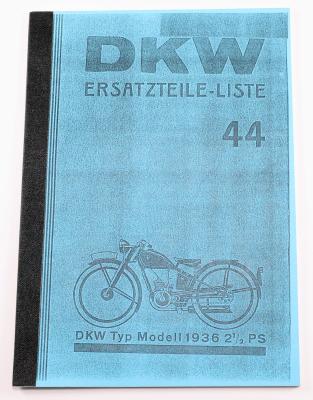 DKW
ERSATZTEILE-LISTE
44
DKW Typ Modell 1936 2½ PS